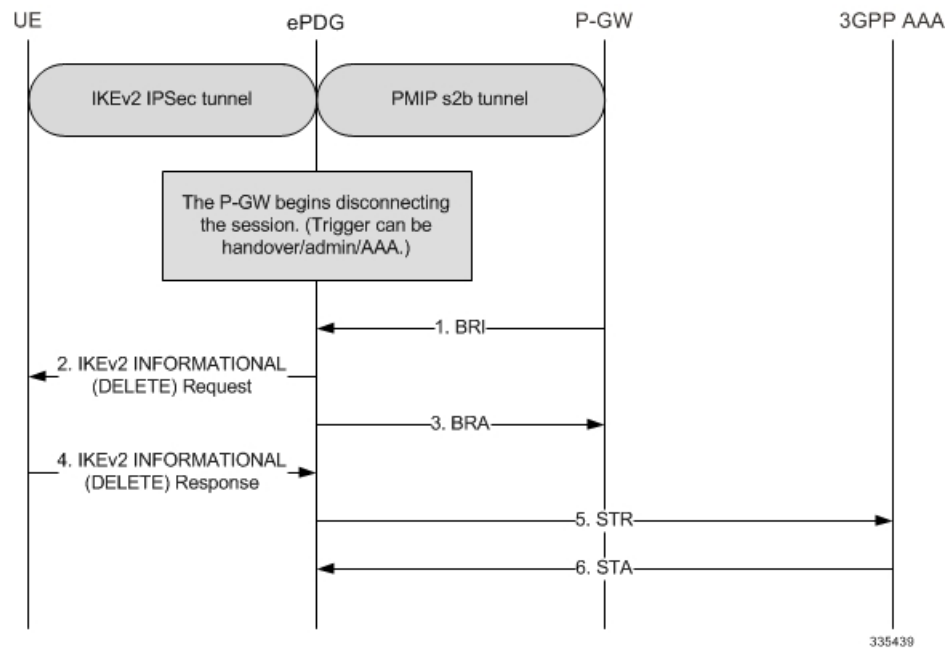 UE ePDG P-GW 3GPP AAA
IKEv2 IPSec tunnel PMIP s2b tunnel
The P-GW begins disconnecting
the session. (Trigger can be
handover/admin/AAA.)
1. BRI
2. IKEv2 INFORMATIONAL
(DELETE) Request
3. BRA
4. IKEv2 INFORMATIONAL
(DELETE) Response
5. STR
6. STA
335439